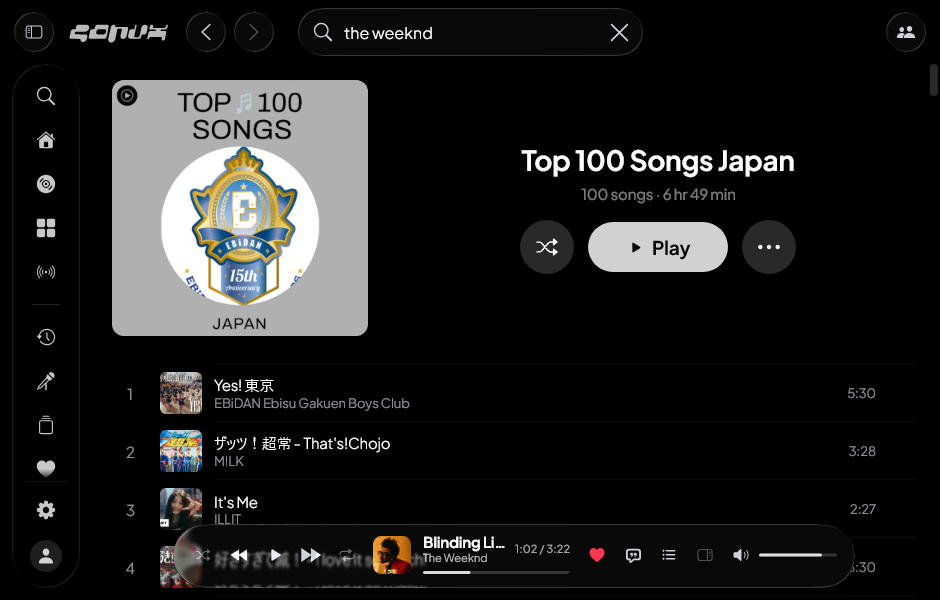 the weeknd
TOP 🎵 100
SONGS
E
EBiDAN
15th
Anniversary
JAPAN
Top 100 Songs Japan
100 songs · 6 hr 49 min
Play
1
Yes! 東京
EBiDAN Ebisu Gakuen Boys Club
5:30
2
ザッツ！超常 - That's!Chojo
M!LK
3:28
3
It's Me
ILLIT
2:27
4
Blinding Li...
The Weeknd
1:02 / 3:22
:30